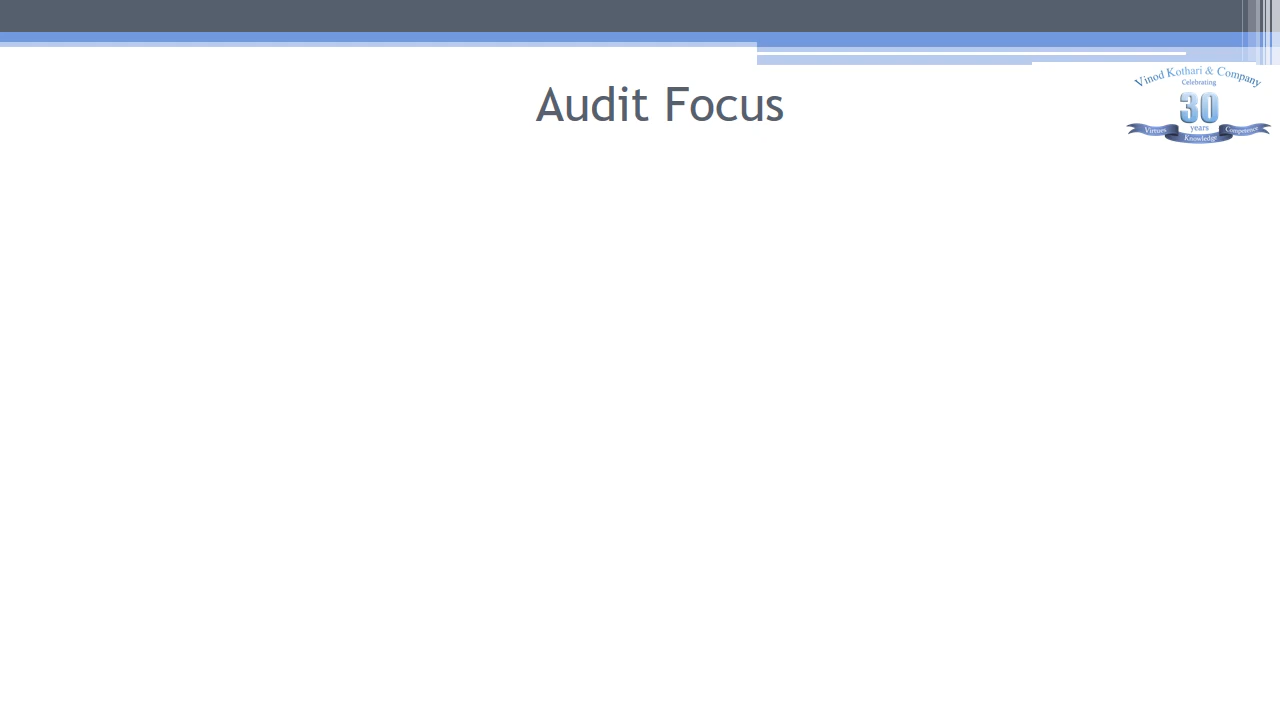 Audit Focus
Vinod Kothari & Company
Celebrating
30
years
Virtues
Knowledge
Competence